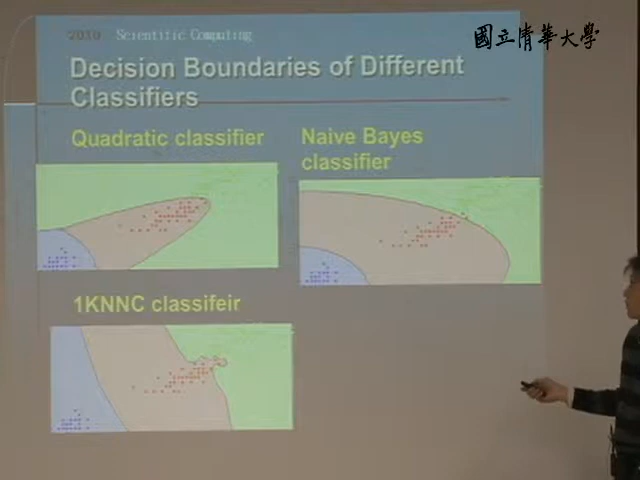 2010 Scientific Computing
國立清華大學
Decision Boundaries of Different
Classifiers
Quadratic classifier
Naive Bayes
classifier
1KNNC classifeir